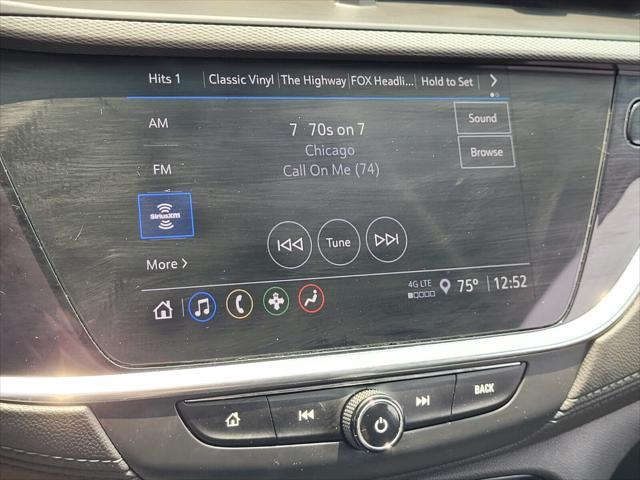 Hits 1 Classic Vinyl The Highway FOX Headli... Hold to Set
AM
7 70s on 7
Sound
Chicago
Browse
FM
Call On Me (74)
SiriusXM
Tune
More
4G LTE 75° 12:52
BACK